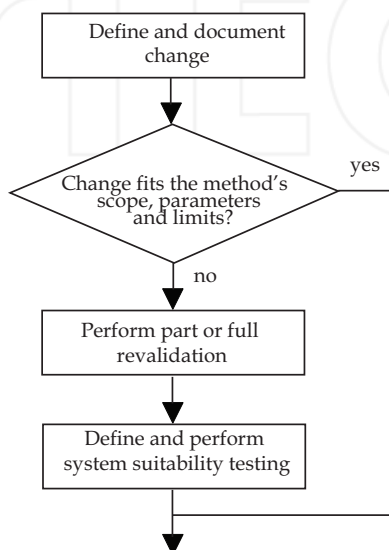 Define and document
change
yes
Change fits the method's
scope, parameters
and limits?
no
Perform part or full
revalidation
Define and perform
system suitability testing